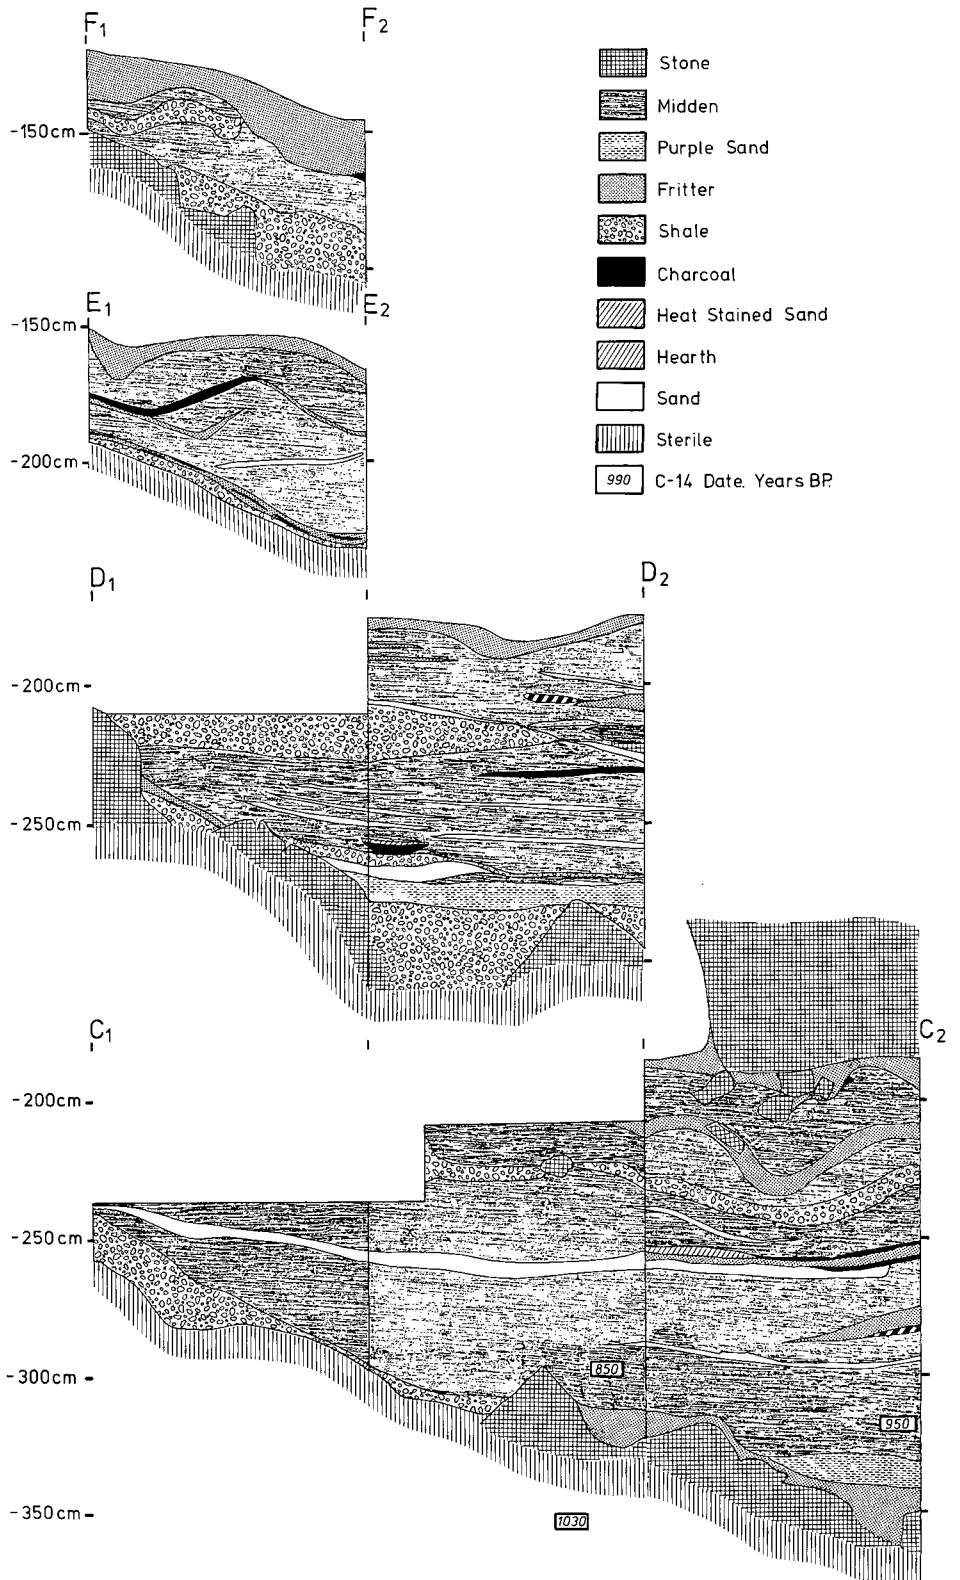 F1
F2
-150cm
E1
E2
-150cm
-200cm
D1
D2
-200cm
-250cm
C1
C2
-200cm
-250cm
-300cm
-350cm
850
950
1030
Stone
Midden
Purple Sand
Fritter
Shale
Charcoal
Heat Stained Sand
Hearth
Sand
Sterile
990 C-14 Date. Years BP.